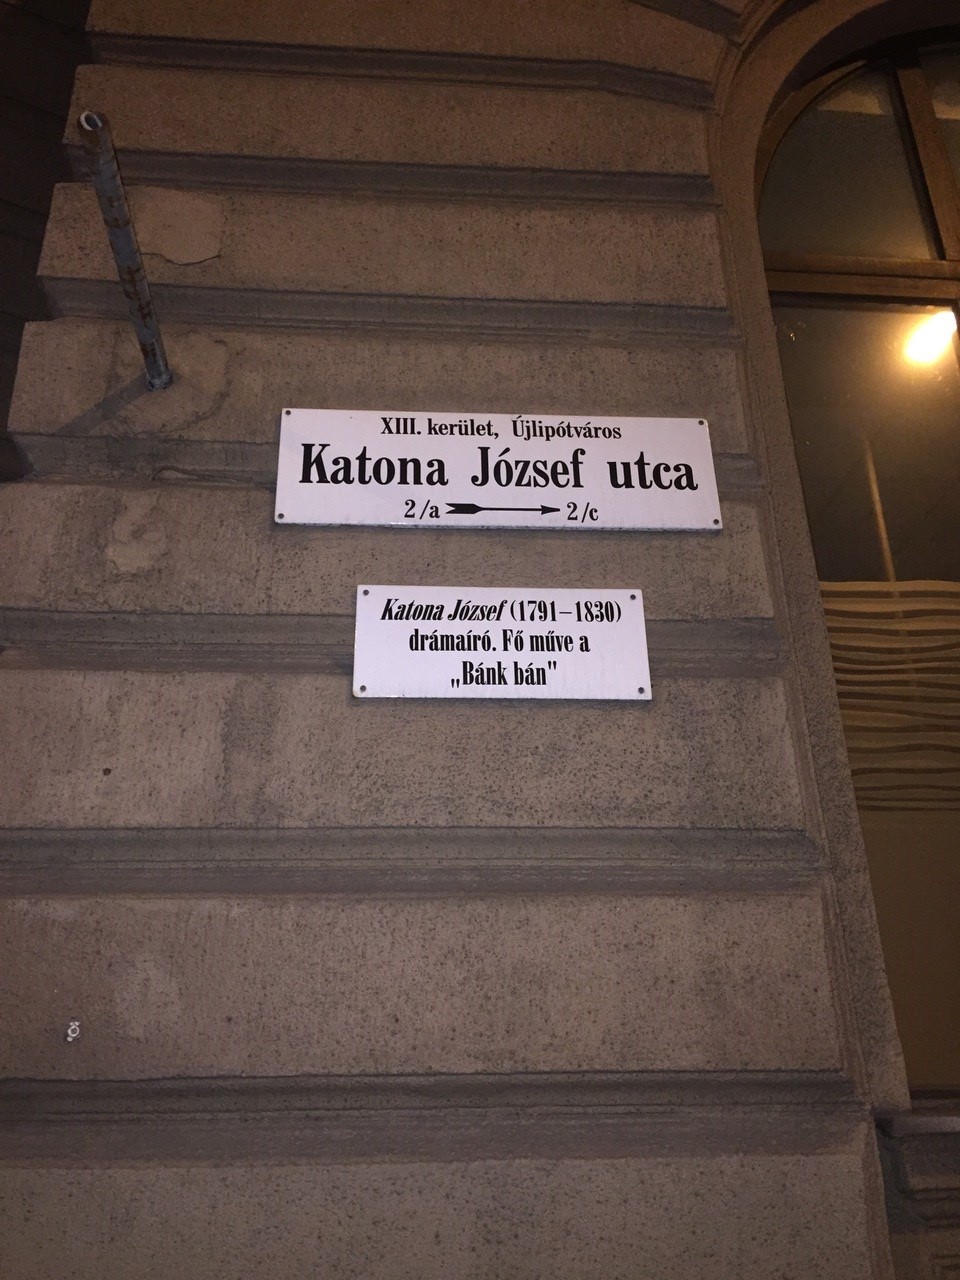 XIII. kerület, Újlipótváros
Katona József utca
2/a 2/c
Katona József (1791–1830)
drámaíró. Fő műve a
„Bánk bán"